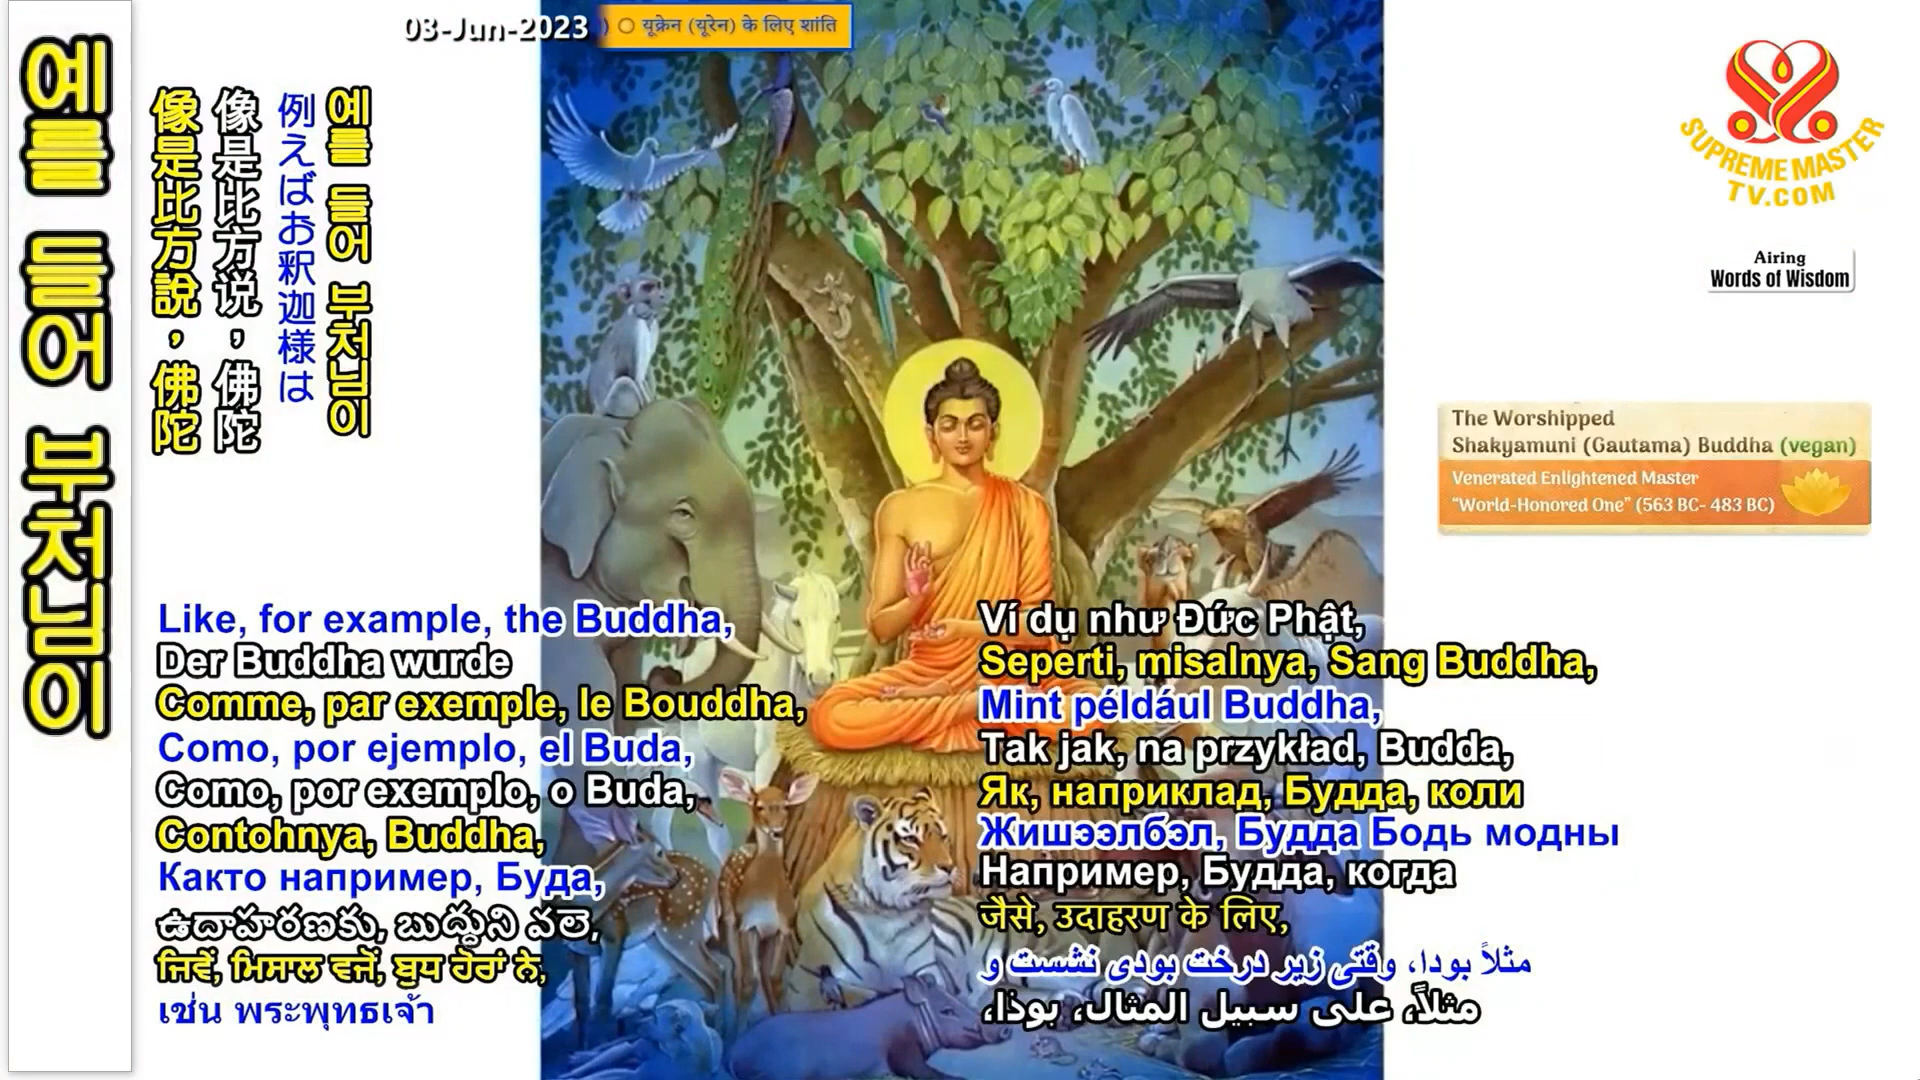 03-Jun-2023
) ○ यूक्रेन (यूरेन) के लिए शांति
예를 들어 부처님이
像是比方說，佛陀
像是比方说，佛陀
例えばお釈迦様は
예를 들어 부처님이
SUPREME MASTER
TV.COM
Airing
Words of Wisdom
The Worshipped
Shakyamuni (Gautama) Buddha (vegan)
Venerated Enlightened Master
“World-Honored One” (563 BC- 483 BC)
Like, for example, the Buddha,
Der Buddha wurde
Comme, par exemple, le Bouddha,
Como, por ejemplo, el Buda,
Como, por exemplo, o Buda,
Contohnya, Buddha,
Както например, Буда,
ఉదాహరణకు, బుద్ధుని వలె,
ਜਿਵੇਂ, ਮਿਸਾਲ ਵਜੋਂ, ਬੁਧ ਹੋਰਾਂ ਨੇ,
เช่น พระพุทธเจ้า
Ví dụ như Đức Phật,
Seperti, misalnya, Sang Buddha,
Mint például Buddha,
Tak jak, na przykład, Budda,
Як, наприклад, Будда, коли
Жишээлбэл, Будда Бодь модны
Например, Будда, когда
जैसे, उदाहरण के लिए,
مثلاً بودا، وقتی زیر درخت بودی نشست و
مثلاً، على سبيل المثال، بوذا،